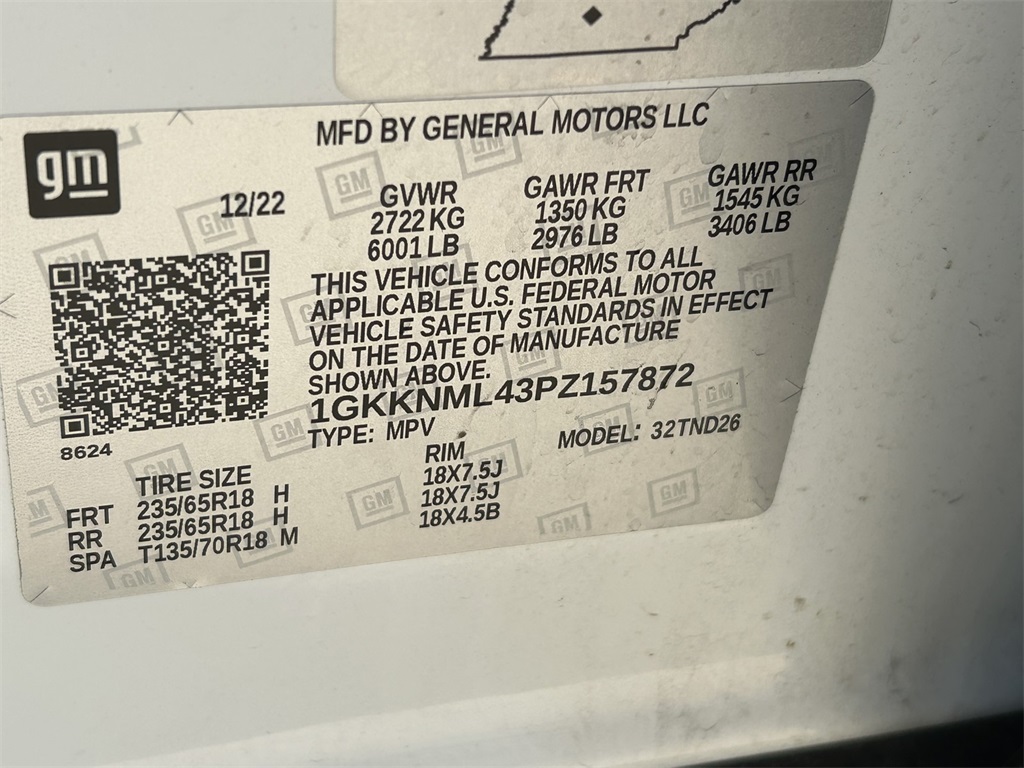 gm
MFD BY GENERAL MOTORS LLC
12/22
GVWR GAWR FRT GAWR RR
2722 KG 1350 KG 1545 KG
6001 LB 2976 LB 3406 LB
THIS VEHICLE CONFORMS TO ALL
APPLICABLE U.S. FEDERAL MOTOR
VEHICLE SAFETY STANDARDS IN EFFECT
ON THE DATE OF MANUFACTURE
SHOWN ABOVE.
1GKKNML43PZ157872
TYPE: MPV MODEL: 32TND26
8624
TIRE SIZE RIM
FRT 235/65R18 H 18X7.5J
RR 235/65R18 H 18X7.5J
SPA T135/70R18 M 18X4.5B